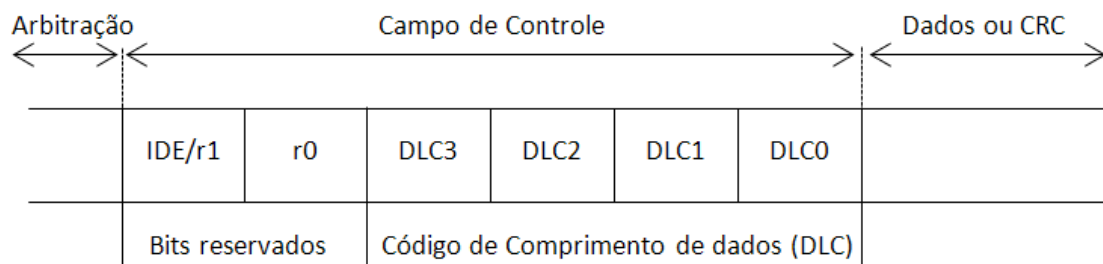 Arbitração Campo de Controle Dados ou CRC
IDE/r1 r0 DLC3 DLC2 DLC1 DLC0
Bits reservados Código de Comprimento de dados (DLC)